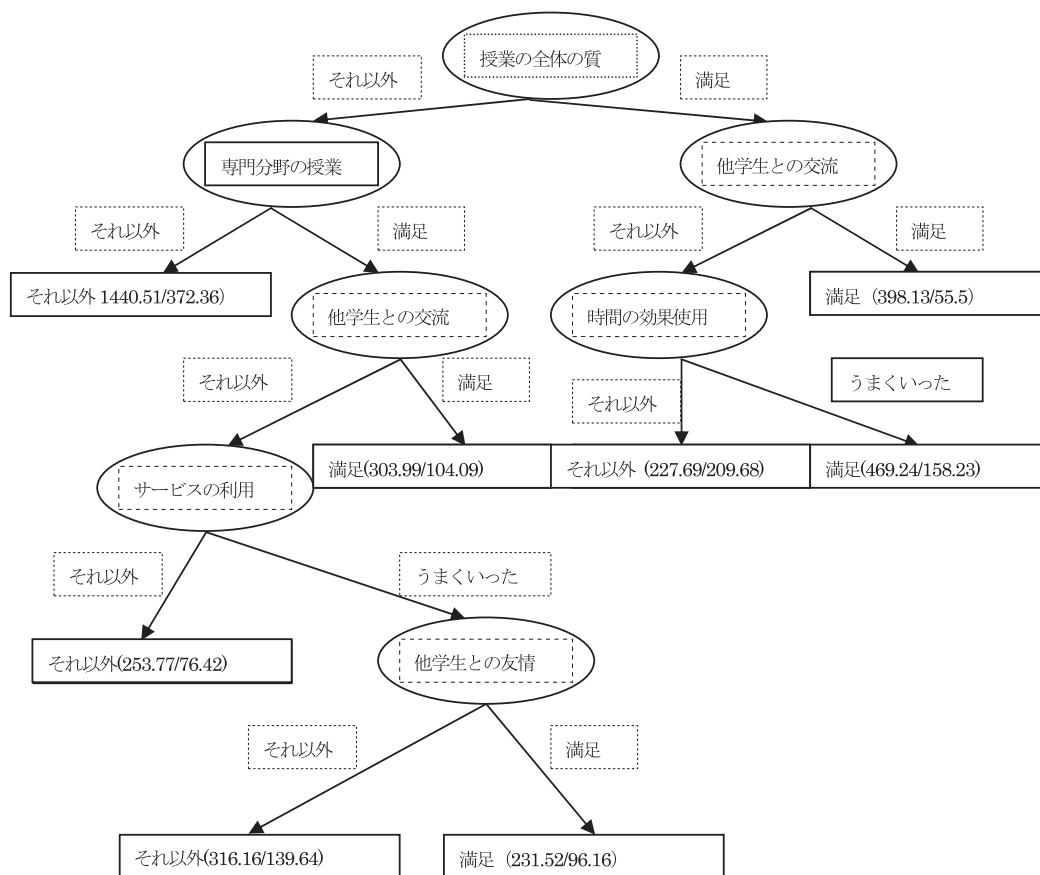 授業の全体の質
それ以外
満足
専門分野の授業
他学生との交流
それ以外
満足
それ以外
満足
それ以外 1440.51/372.36)
他学生との交流
時間の効果使用
満足（398.13/55.5）
それ以外
満足
それ以外
うまくいった
サービスの利用
満足(303.99/104.09)
それ以外（227.69/209.68)
満足(469.24/158.23)
それ以外
うまくいった
それ以外(253.77/76.42)
他学生との友情
それ以外
満足
それ以外(316.16/139.64)
満足（231.52/96.16）